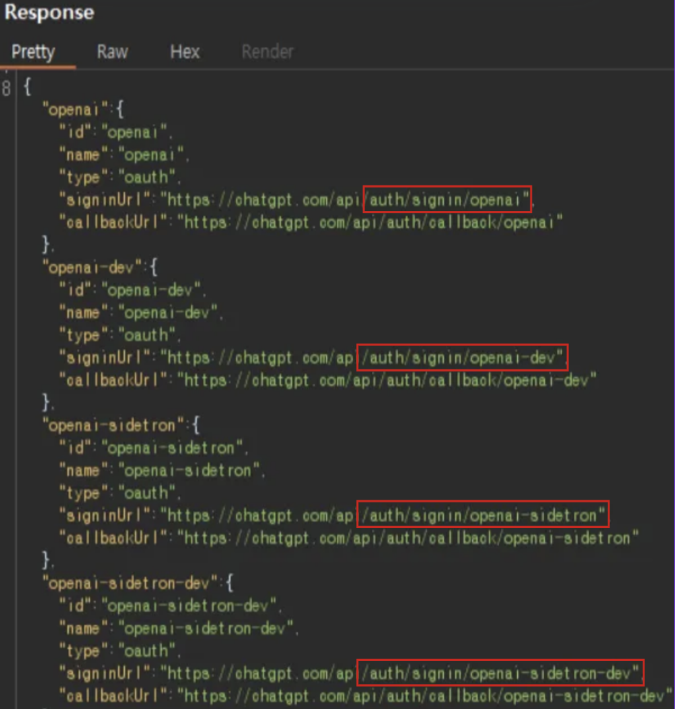 Response
Pretty Raw Hex Render
8 {
"openai":{
"id":"openai",
"name":"openai",
"type":"oauth",
"signinUrl":"https://chatgpt.com/api/auth/signin/openai",
"callbackUrl":"https://chatgpt.com/api/auth/callback/openai"
},
"openai-dev":{
"id":"openai-dev",
"name":"openai-dev",
"type":"oauth",
"signinUrl":"https://chatgpt.com/api/auth/signin/openai-dev",
"callbackUrl":"https://chatgpt.com/api/auth/callback/openai-dev"
},
"openai-sidetron":{
"id":"openai-sidetron",
"name":"openai-sidetron",
"type":"oauth",
"signinUrl":"https://chatgpt.com/api/auth/signin/openai-sidetron"
"callbackUrl":"https://chatgpt.com/api/auth/callback/openai-sidetron"
},
"openai-sidetron-dev":{
"id":"openai-sidetron-dev",
"name":"openai-sidetron-dev",
"type":"oauth",
"signinUrl":"https://chatgpt.com/api/auth/signin/openai-sidetron-dev",
"callbackUrl":"https://chatgpt.com/api/auth/callback/openai-sidetron-dev"